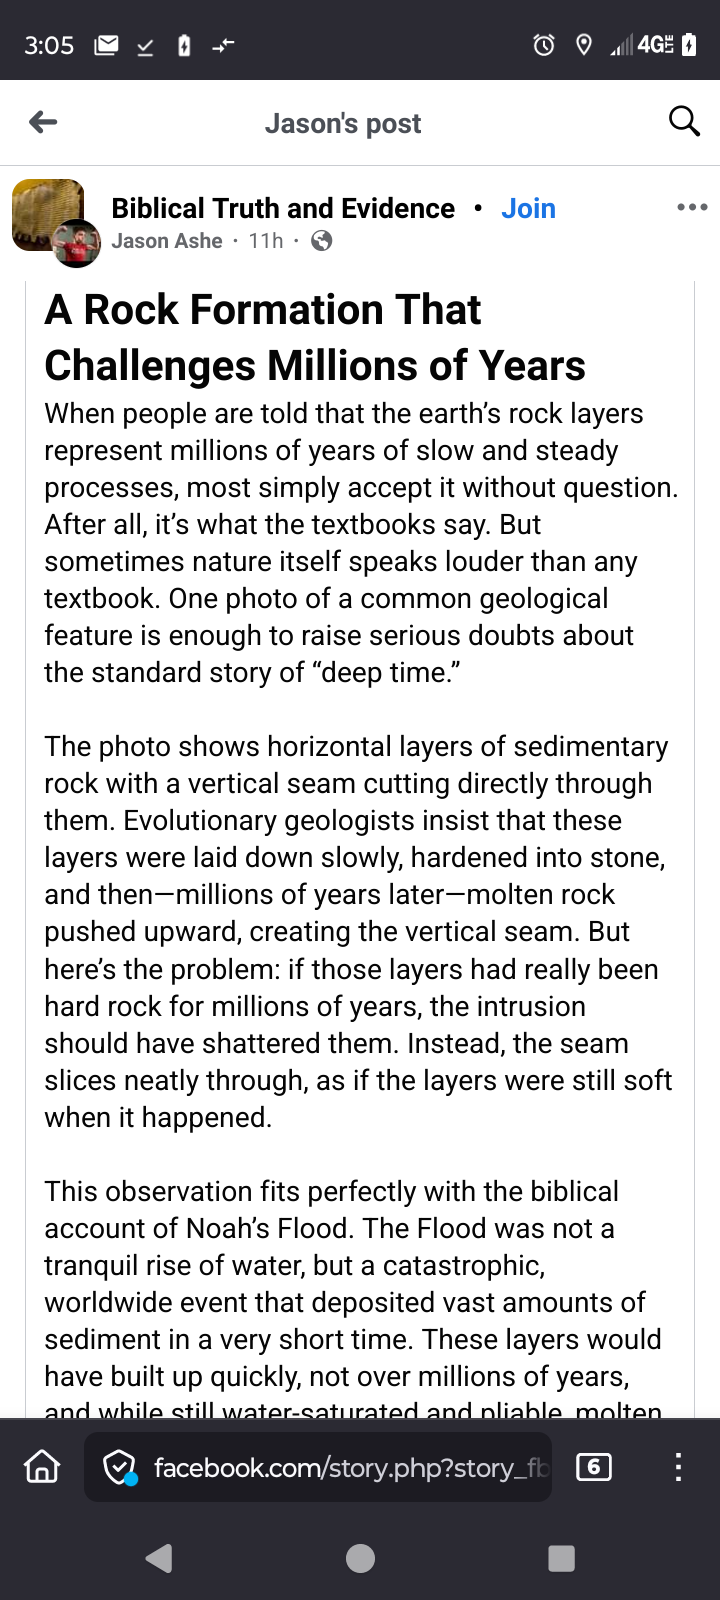 3:05
4G LTE
Jason's post
Biblical Truth and Evidence • Join
Jason Ashe · 11h ·
A Rock Formation That
Challenges Millions of Years
When people are told that the earth’s rock layers
represent millions of years of slow and steady
processes, most simply accept it without question.
After all, it’s what the textbooks say. But
sometimes nature itself speaks louder than any
textbook. One photo of a common geological
feature is enough to raise serious doubts about
the standard story of “deep time.”
The photo shows horizontal layers of sedimentary
rock with a vertical seam cutting directly through
them. Evolutionary geologists insist that these
layers were laid down slowly, hardened into stone,
and then—millions of years later—molten rock
pushed upward, creating the vertical seam. But
here’s the problem: if those layers had really been
hard rock for millions of years, the intrusion
should have shattered them. Instead, the seam
slices neatly through, as if the layers were still soft
when it happened.
This observation fits perfectly with the biblical
account of Noah’s Flood. The Flood was not a
tranquil rise of water, but a catastrophic,
worldwide event that deposited vast amounts of
sediment in a very short time. These layers would
have built up quickly, not over millions of years,
and while still water-saturated and pliable, molten
facebook.com/story.php?story_fb
6